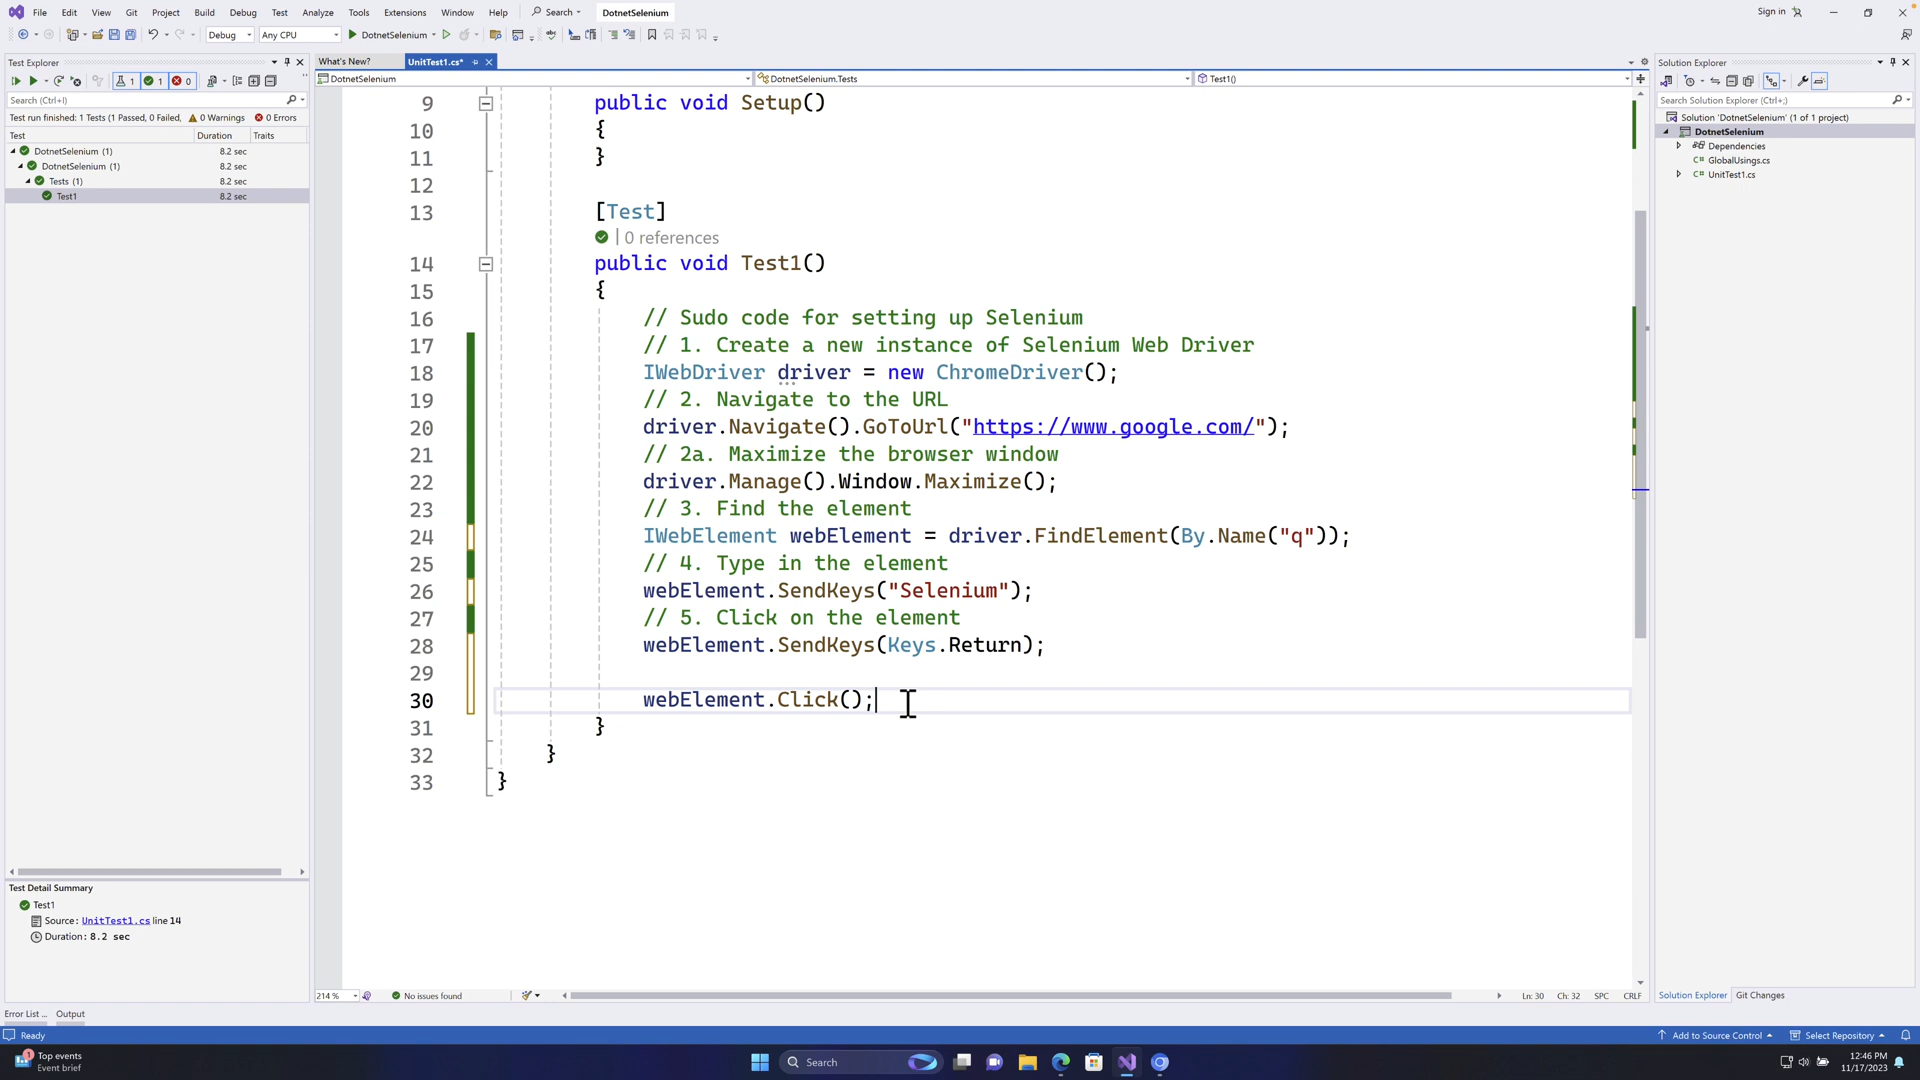 File Edit View Git Project Build Debug Test Analyze Tools Extensions Window Help Search DotnetSelenium Sign in
Debug Any CPU DotnetSelenium
Test Explorer
What's New? UnitTest1.cs*
Solution Explorer
DotnetSelenium DotnetSelenium.Tests Test1()
1 1 0
Search (Ctrl+I)
Search Solution Explorer (Ctrl+;)
Test run finished: 1 Tests (1 Passed, 0 Failed, 0 Warnings 0 Errors
Test Duration Traits
DotnetSelenium (1) 8.2 sec
DotnetSelenium (1) 8.2 sec
Tests (1) 8.2 sec
Test1 8.2 sec
Solution 'DotnetSelenium' (1 of 1 project)
DotnetSelenium
Dependencies
C# GlobalUsings.cs
C# UnitTest1.cs
9 public void Setup()
10 {
11 }
12
13 [Test]
0 references
14 public void Test1()
15 {
16 // Sudo code for setting up Selenium
17 // 1. Create a new instance of Selenium Web Driver
18 IWebDriver driver = new ChromeDriver();
19 // 2. Navigate to the URL
20 driver.Navigate().GoToUrl("https://www.google.com/");
21 // 2a. Maximize the browser window
22 driver.Manage().Window.Maximize();
23 // 3. Find the element
24 IWebElement webElement = driver.FindElement(By.Name("q"));
25 // 4. Type in the element
26 webElement.SendKeys("Selenium");
27 // 5. Click on the element
28 webElement.SendKeys(Keys.Return);
29
30 webElement.Click();
31 }
32 }
33 }
Test Detail Summary
Test1
Source: UnitTest1.cs line 14
Duration: 8.2 sec
214 % No issues found Ln: 30 Ch: 32 SPC CRLF
Solution Explorer Git Changes
Error List ... Output
Ready Add to Source Control Select Repository
1 Top events
Event brief
Search
12:46 PM
11/17/2023